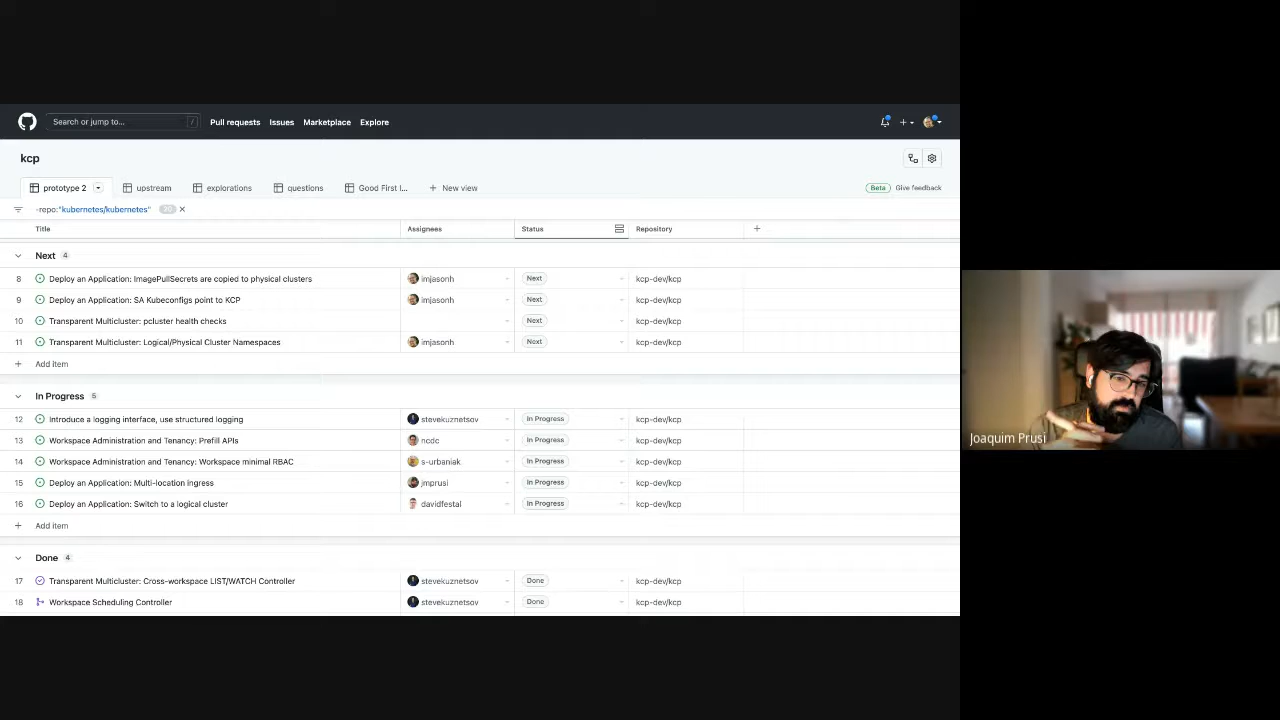 Search or jump to...
/
Pull requests
Issues
Marketplace
Explore
kcp
prototype 2
upstream
explorations
questions
Good First I...
New view
Beta
Give feedback
-repo:"kubernetes/kubernetes"
Title
Assignees
Status
Repository
Next 4
8 Deploy an Application: ImagePullSecrets are copied to physical clusters imjasonh Next kcp-dev/kcp
9 Deploy an Application: SA Kubeconfigs point to KCP imjasonh Next kcp-dev/kcp
10 Transparent Multicluster: pcluster health checks Next kcp-dev/kcp
11 Transparent Multicluster: Logical/Physical Cluster Namespaces imjasonh Next kcp-dev/kcp
+ Add item
In Progress 5
12 Introduce a logging interface, use structured logging stevekuznetsov In Progress kcp-dev/kcp
13 Workspace Administration and Tenancy: Prefill APIs ncdc In Progress kcp-dev/kcp
14 Workspace Administration and Tenancy: Workspace minimal RBAC s-urbaniak In Progress kcp-dev/kcp
15 Deploy an Application: Multi-location ingress jmprusi In Progress kcp-dev/kcp
16 Deploy an Application: Switch to a logical cluster davidfestal In Progress kcp-dev/kcp
+ Add item
Done 4
17 Transparent Multicluster: Cross-workspace LIST/WATCH Controller stevekuznetsov Done kcp-dev/kcp
18 Workspace Scheduling Controller stevekuznetsov Done kcp-dev/kcp
Joaquim Prusi